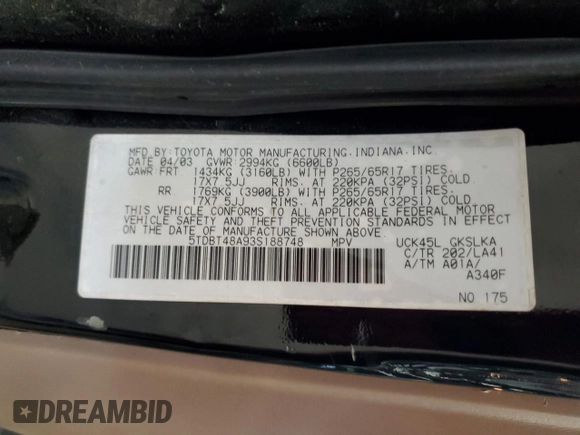 MFD.BY:TOYOTA MOTOR MANUFACTURING.INDIANA.INC
DATE 04/03 GVWR:2994KG (6600LB)
GAWR:FRT 1434KG (3160LB) WITH P265/65R17 TIRES.
17X7.5JJ RIMS. AT 220KPA (32PSI) COLD
RR 1769KG (3900LB) WITH P265/65R17 TIRES.
17X7.5JJ RIMS. AT 220KPA (32PSI) COLD
THIS VEHICLE CONFORMS TO ALL APPLICABLE FEDERAL MOTOR
VEHICLE SAFETY AND THEFT PREVENTION STANDARDS IN EFFECT
ON DATE OF MANUFACTURE SHOWN ABOVE
5TDBT48A93S188748 MPV UCK45L GKSLKA
C/TR 202/LA41
A/TM A01A/
A340F
NO 175
DREAMBID